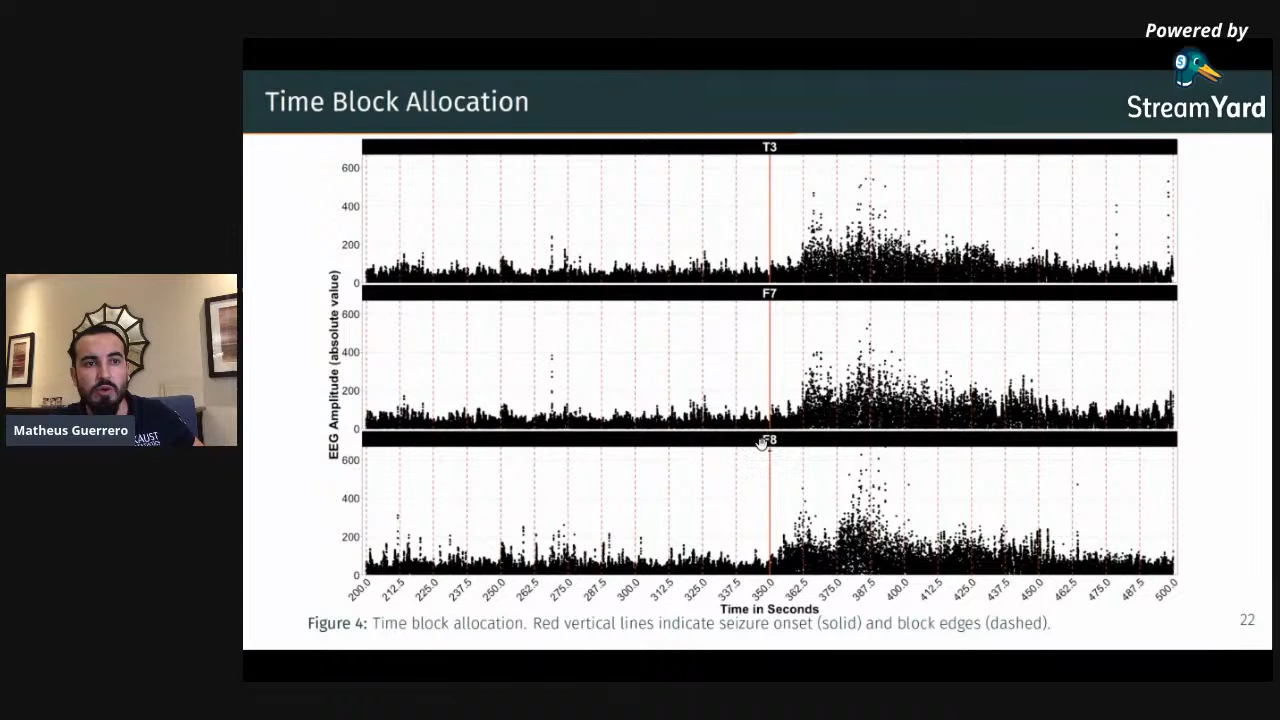 Powered by
StreamYard
Time Block Allocation
T3
600
400
200
0
F7
600
400
200
0
F8
600
400
200
0
EEG Amplitude (absolute value)
200.0 212.5 225.0 237.5 250.0 262.5 275.0 287.5 300.0 312.5 325.0 337.5 350.0 362.5 375.0 387.5 400.0 412.5 425.0 437.5 450.0 462.5 475.0 487.5 500.0
Time in Seconds
Figure 4: Time block allocation. Red vertical lines indicate seizure onset (solid) and block edges (dashed).
22
Matheus Guerrero